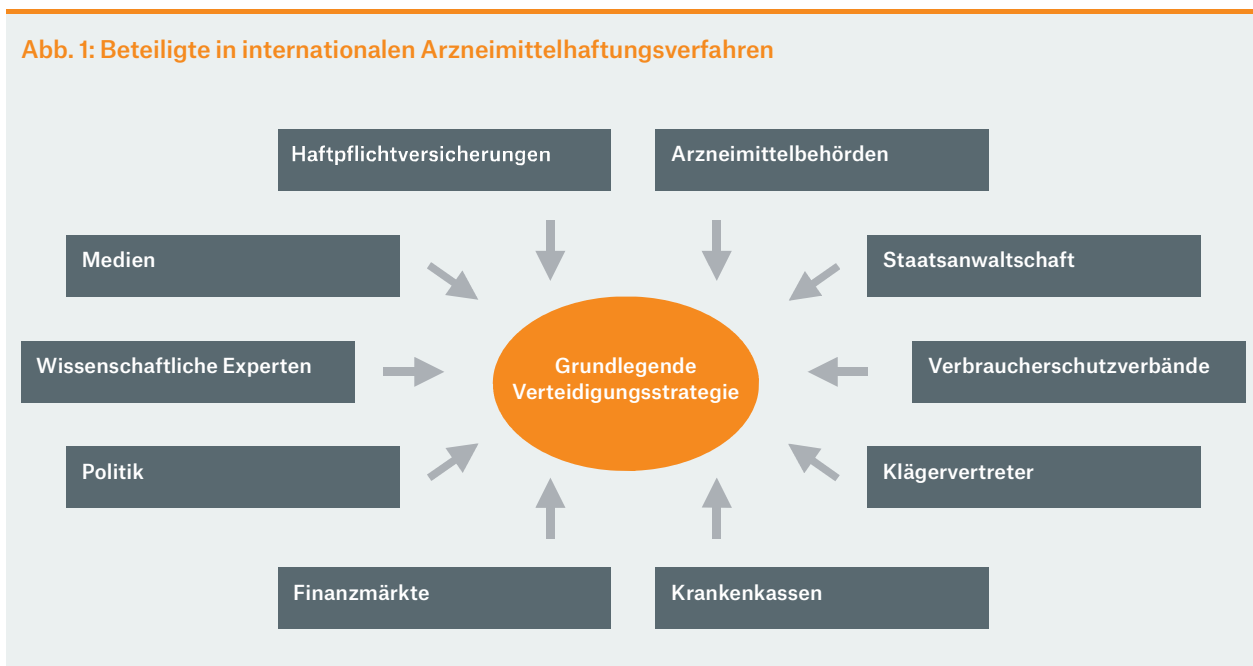 Abb. 1: Beteiligte in internationalen Arzneimittelhaftungsverfahren
Haftpflichtversicherungen
Arzneimittelbehörden
Medien
Staatsanwaltschaft
Wissenschaftliche Experten
Grundlegende
Verteidigungsstrategie
Verbraucherschutzverbände
Politik
Klägervertreter
Finanzmärkte
Krankenkassen